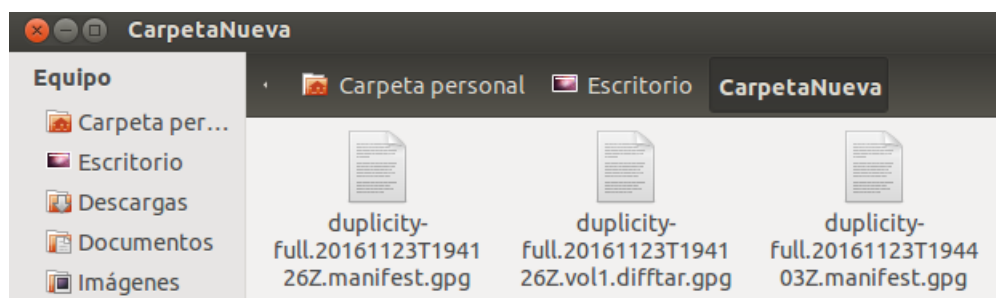 CarpetaNueva
Equipo
Carpeta per...
Escritorio
Descargas
Documentos
Imágenes
Carpeta personal Escritorio CarpetaNueva
duplicity-
full.20161123T1941
26Z.manifest.gpg
duplicity-
full.20161123T1941
26Z.vol1.difftar.gpg
duplicity-
full.20161123T1944
03Z.manifest.gpg